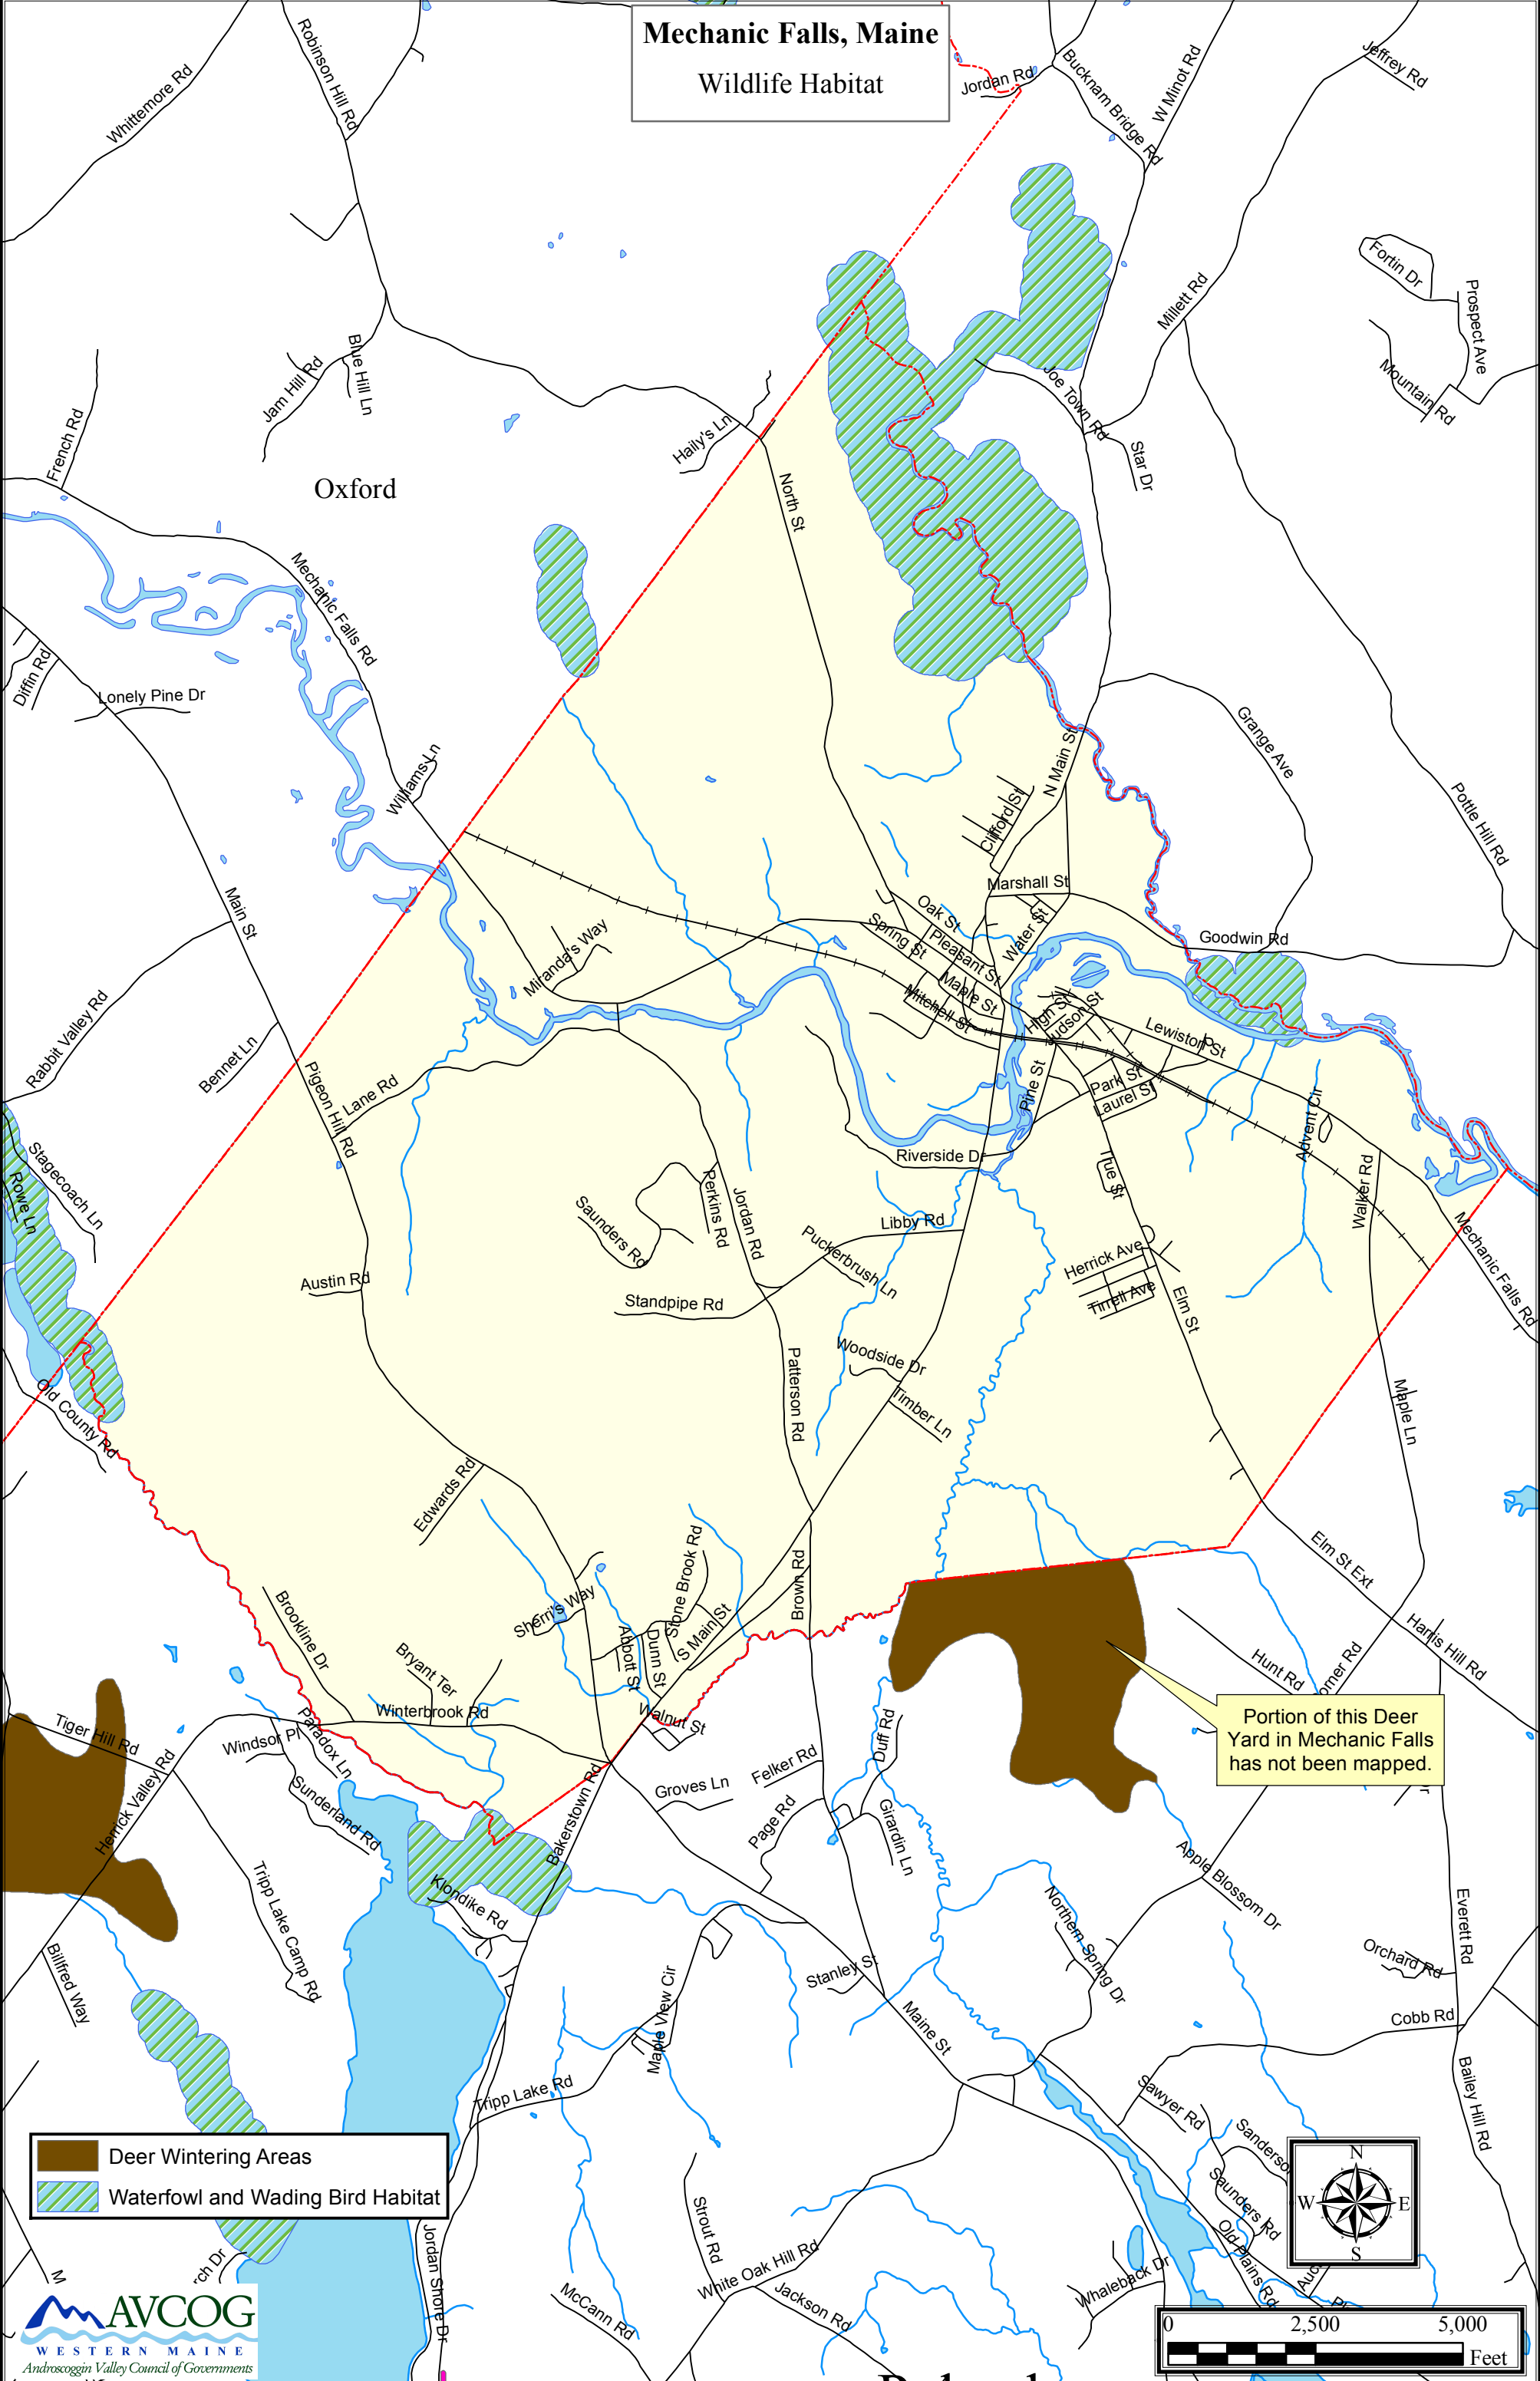 Mechanic Falls, Maine
Wildlife Habitat
Whittemore Rd
Robinson Hill Rd
Jordan Rd
Bucknam Bridge Rd
W Minot Rd
Jeffrey Rd
Fortin Dr
Prospect Ave
Mountain Rd
Millett Rd
Blue Hill Ln
Jam Hill Rd
French Rd
Haily's Ln
Joe Town Rd
Star Dr
Oxford
North St
Mechanic Falls Rd
Diffin Rd
Lonely Pine Dr
Williams Ln
N Main St
Grange Ave
Pottle Hill Rd
Clifford St
Marshall St
Main St
Oak St
Spring St
Pleasant St
Water St
Goodwin Rd
Miranda's Way
Maple St
Mitchell St
High St
Judson St
Lewiston St
Rabbit Valley Rd
Bennet Ln
Pigeon Hill Rd
Lane Rd
Pine St
Park St
Laurel St
Advent Cir
Riverside Dr
True St
Walker Rd
Stagecoach Ln
Rowe Ln
Perkins Rd
Jordan Rd
Saunders Rd
Libby Rd
Puckerbrush Ln
Herrick Ave
Tirrell Ave
Elm St
Mechanic Falls Rd
Austin Rd
Standpipe Rd
Woodside Dr
Timber Ln
Patterson Rd
Old County Rd
Maple Ln
Edwards Rd
Elm St Ext
Brown Rd
Stone Brook Rd
Sherri's Way
Brookline Dr
Abbott St
Dunn St
S Main St
Bryant Ter
Winterbrook Rd
Walnut St
Harris Hill Rd
Hunt Rd
orner Rd
Portion of this Deer
Yard in Mechanic Falls
has not been mapped.
Tiger Hill Rd
Windsor Pl
Paradox Ln
Duff Rd
Felker Rd
Groves Ln
Herrick Valley Rd
Sunderland Rd
Bakerstown Rd
Page Rd
Girardin Ln
Apple Blossom Dr
Klondike Rd
Tripp Lake Camp Rd
Northern Spring Dr
Everett Rd
Orchard Rd
Billfred Way
Stanley St
Maple View Cir
Maine St
Cobb Rd
Tripp Lake Rd
Sawyer Rd
Bailey Hill Rd
Sanderso
Saunders Rd
Deer Wintering Areas
Waterfowl and Wading Bird Habitat
N
W
E
S
Strout Rd
Old Plains Rd
Jordan Shore Dr
White Oak Hill Rd
Whaleback Dr
rch Dr
McCann Rd
Jackson Rd
AVCOG
WESTERN MAINE
Androscoggin Valley Council of Governments
0 2,500 5,000
Feet